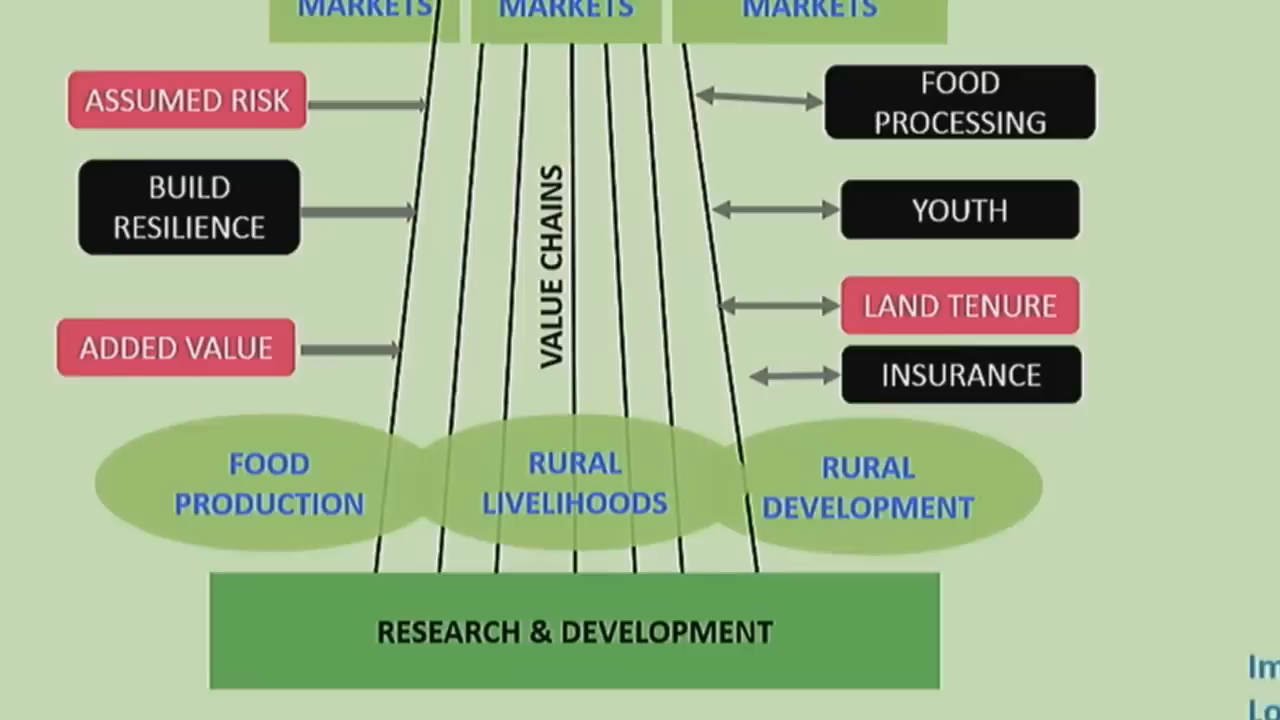 MARKETS
MARKETS
MARKETS
ASSUMED RISK
FOOD
PROCESSING
BUILD
RESILIENCE
YOUTH
VALUE CHAINS
LAND TENURE
ADDED VALUE
INSURANCE
FOOD
PRODUCTION
RURAL
LIVELIHOODS
RURAL
DEVELOPMENT
RESEARCH & DEVELOPMENT